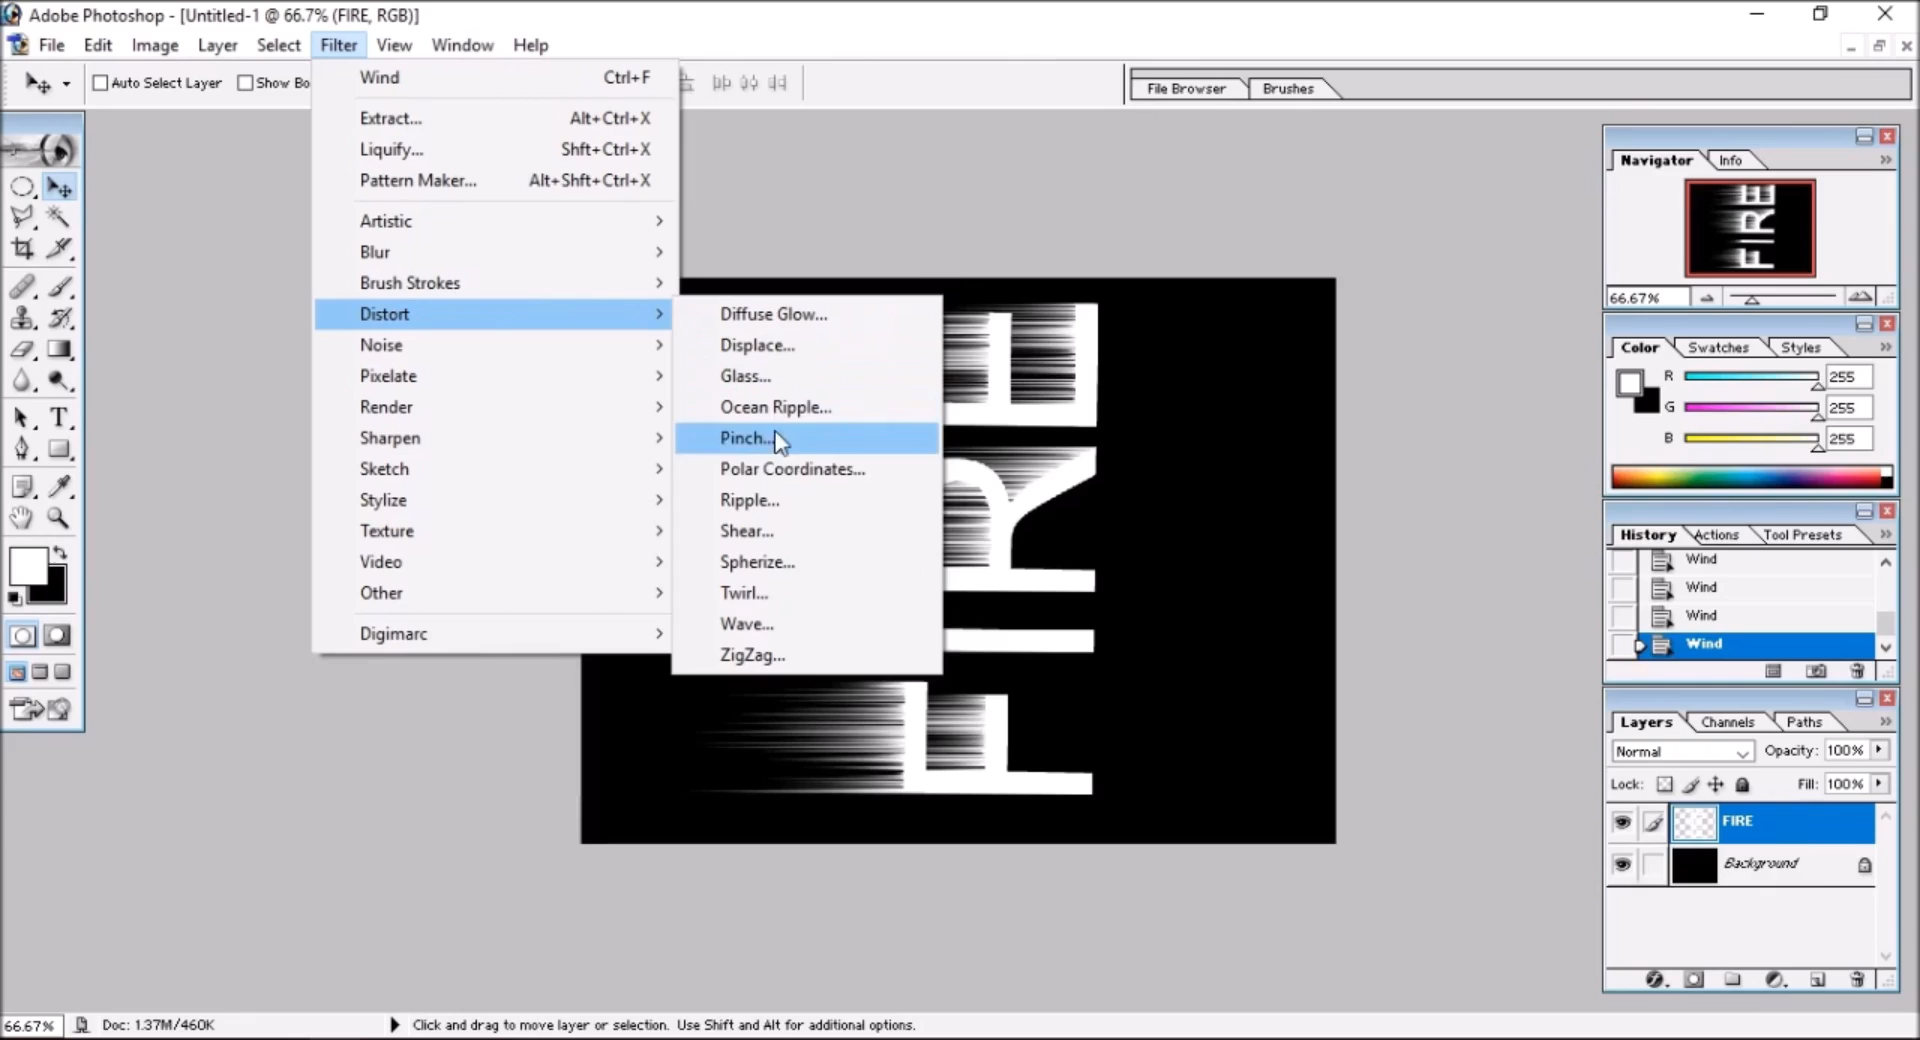 Adobe Photoshop - [Untitled-1 @ 66.7% (FIRE, RGB)]
File Edit Image Layer Select Filter View Window Help
Auto Select Layer Show Bo
File Browser Brushes
Wind Ctrl+F
Extract... Alt+Ctrl+X
Liquify... Shft+Ctrl+X
Pattern Maker... Alt+Shft+Ctrl+X
Artistic
Blur
Brush Strokes
Distort
Noise
Pixelate
Render
Sharpen
Sketch
Stylize
Texture
Video
Other
Digimarc
Diffuse Glow...
Displace...
Glass...
Ocean Ripple...
Pinch...
Polar Coordinates...
Ripple...
Shear...
Spherize...
Twirl...
Wave...
ZigZag...
FIRE
Navigator Info
FIRE
66.67%
Color Swatches Styles
R 255
G 255
B 255
History Actions Tool Presets
Wind
Wind
Wind
Wind
Layers Channels Paths
Normal Opacity: 100%
Lock: Fill: 100%
FIRE
Background
66.67% Doc: 1.37M/460K Click and drag to move layer or selection. Use Shift and Alt for additional options.